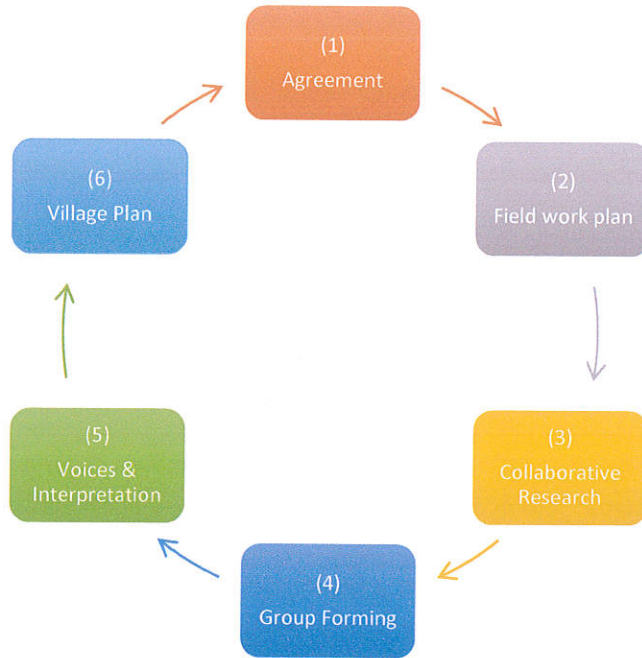 (1)
Agreement
(2)
Field work plan
(3)
Collaborative
Research
(4)
Group Forming
(5)
Voices &
Interpretation
(6)
Village Plan